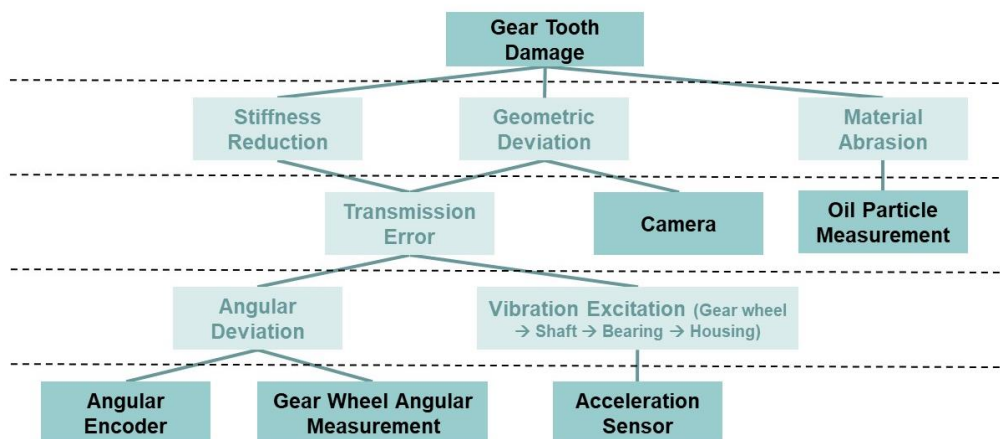 Gear Tooth
Damage
Stiffness
Reduction
Geometric
Deviation
Material
Abrasion
Transmission
Error
Camera
Oil Particle
Measurement
Angular
Deviation
Vibration Excitation (Gear wheel
→ Shaft → Bearing → Housing)
Angular
Encoder
Gear Wheel Angular
Measurement
Acceleration
Sensor